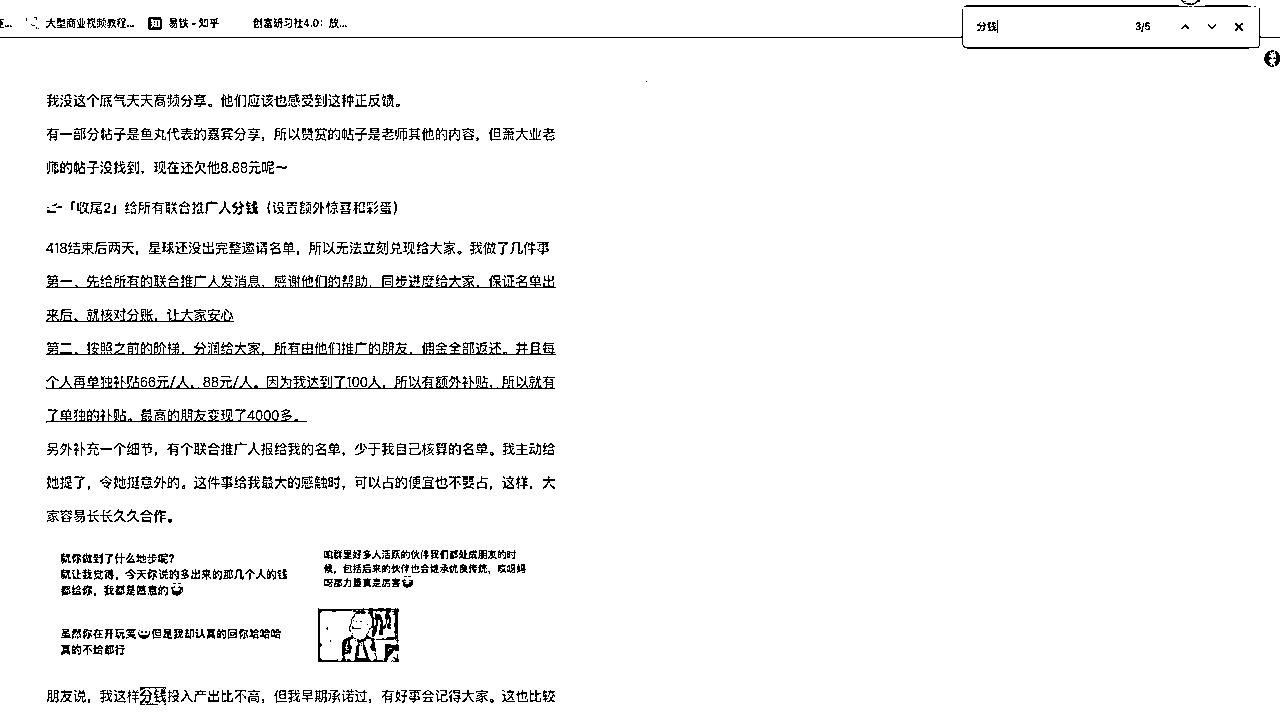 大型商业视频教程...
知 易铁 - 知乎
创富研习社4.0：放...
分钱
3/5
我没这个底气天天高频分享。他们应该也感受到这种正反馈。
有一部分帖子是鱼丸代表的嘉宾分享，所以赞赏的帖子是老师其他的内容，但萧大业老
师的帖子没找到，现在还欠他8.88元呢～
「收尾2」给所有联合推广人分钱（设置额外惊喜和彩蛋）
418结束后两天，星球还没出完整邀请名单，所以无法立刻兑现给大家。我做了几件事
第一、先给所有的联合推广人发消息，感谢他们的帮助，同步进度给大家，保证名单出
来后、就核对分账，让大家安心
第二、按照之前的阶梯，分润给大家，所有由他们推广的朋友，佣金全部返还。并且每
个人再单独补贴66元/人、88元/人。因为我达到了100人，所以有额外补贴，所以就有
了单独的补贴。最高的朋友变现了4000多。
另外补充一个细节，有个联合推广人报给我的名单，少于我自己核算的名单。我主动给
她提了，令她挺意外的。这件事给我最大的感触时，可以占的便宜也不要占，这样，大
家容易长长久久合作。
就你做到了什么地步呢？
就让我觉得，今天你说的多出来的那几个人的钱
都给你，我都是愿意的
虽然你在开玩笑但是我却认真的回你哈哈哈
真的不给都行
咱群里好多人活跃的伙伴我们都处成朋友的时
候，包括后来的伙伴也会继承优良传统、哎呀妈
呀那力量真是厉害
朋友说，我这样分钱投入产出比不高，但我早期承诺过，有好事会记得大家。这也比较